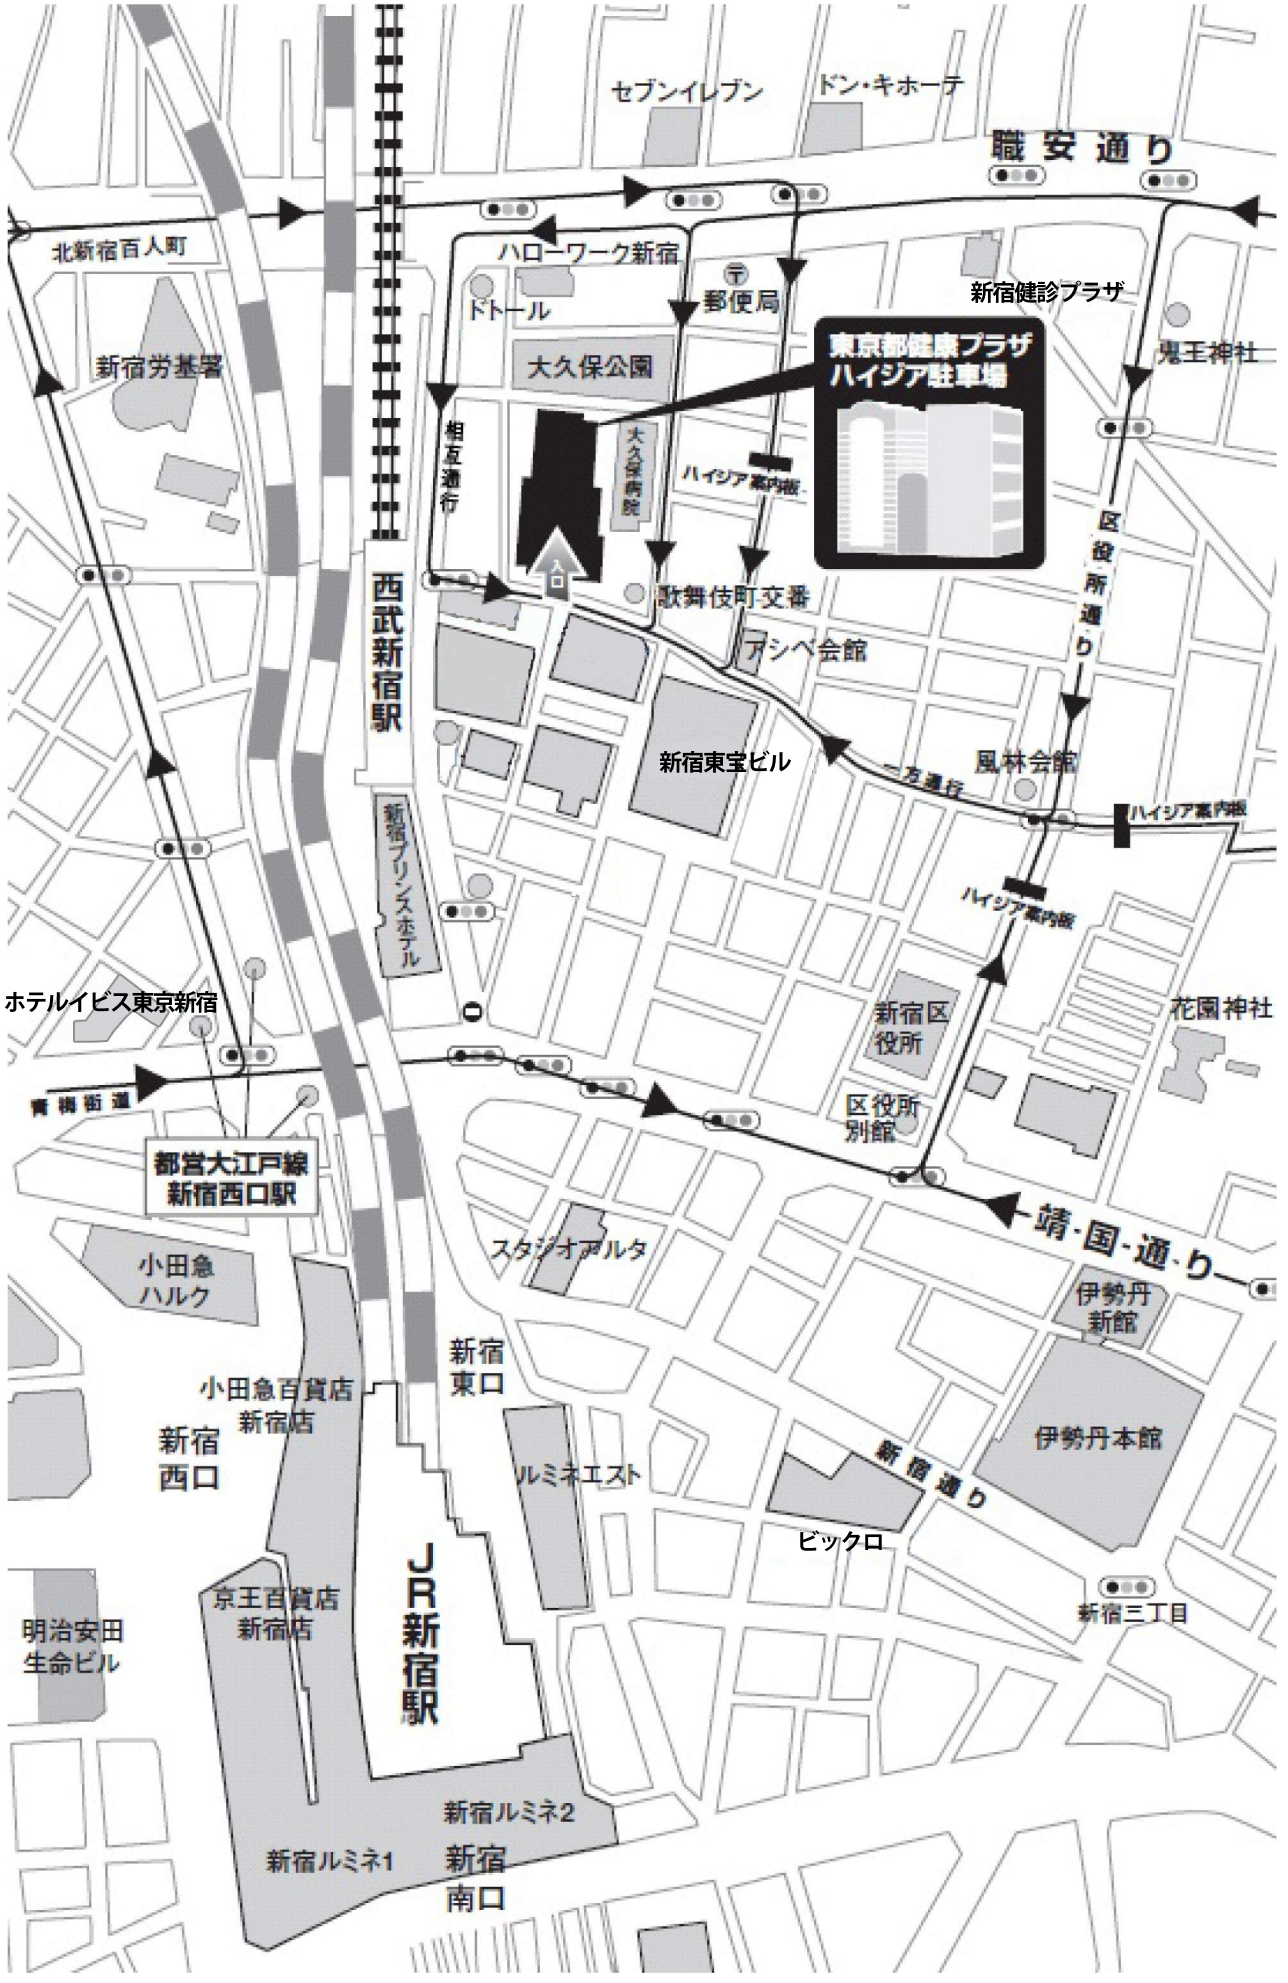 セブンイレブン
ドン・キホーテ
職安通り
北新宿百人町
ハローワーク新宿
ドトール
〒
郵便局
新宿健診プラザ
鬼王神社
新宿労基署
大久保公園
東京都健康プラザ
ハイジア駐車場
相互通行
大久保病院
ハイジア案内板
入口
区役所通り
西武新宿駅
歌舞伎町交番
アシベ会館
新宿東宝ビル
風林会館
一方通行
ハイジア案内板
新宿プリンスホテル
ハイジア案内板
ホテルイビス東京新宿
新宿区
役所
花園神社
青梅街道
区役所
別館
都営大江戸線
新宿西口駅
靖国通り
スタジオアルタ
小田急
ハルク
伊勢丹
新館
新宿
東口
小田急百貨店
新宿店
新宿
西口
伊勢丹本館
新宿通り
ルミネエスト
ビックロ
JR新宿駅
京王百貨店
新宿店
新宿三丁目
明治安田
生命ビル
新宿ルミネ2
新宿ルミネ1
新宿
南口